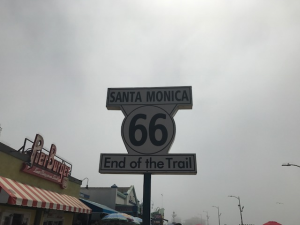 SANTA MONICA
66
End of the Trail
Pier Burger